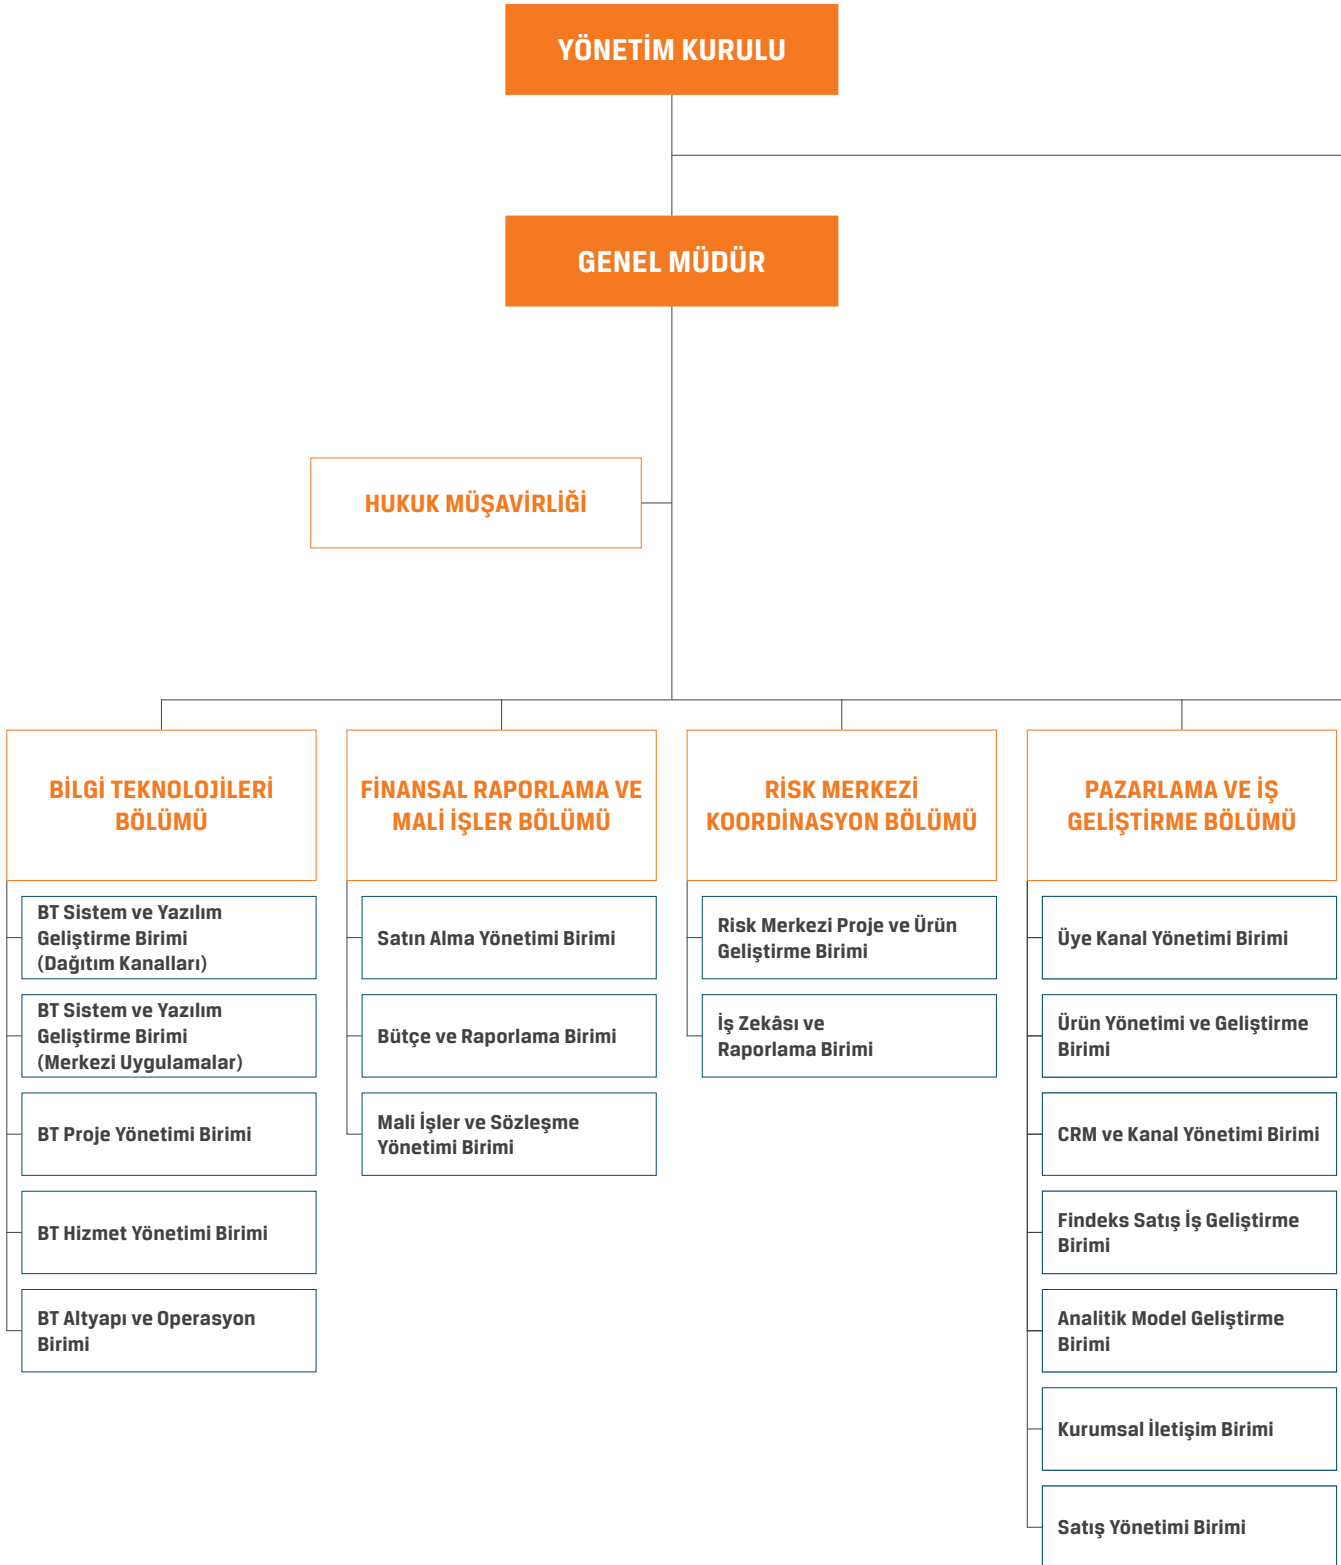 YÖNETİM KURULU
GENEL MÜDÜR
HUKUK MÜŞAVİRLİĞİ
BİLGİ TEKNOLOJİLERİ
BÖLÜMÜ
BT Sistem ve Yazılım
Geliştirme Birimi
(Dağıtım Kanalları)
BT Sistem ve Yazılım
Geliştirme Birimi
(Merkezi Uygulamalar)
BT Proje Yönetimi Birimi
BT Hizmet Yönetimi Birimi
BT Altyapı ve Operasyon
Birimi
FİNANSAL RAPORLAMA VE
MALİ İŞLER BÖLÜMÜ
Satın Alma Yönetimi Birimi
Bütçe ve Raporlama Birimi
Mali İşler ve Sözleşme
Yönetimi Birimi
RİSK MERKEZİ
KOORDİNASYON BÖLÜMÜ
Risk Merkezi Proje ve Ürün
Geliştirme Birimi
İş Zekâsı ve
Raporlama Birimi
PAZARLAMA VE İŞ
GELİŞTİRME BÖLÜMÜ
Üye Kanal Yönetimi Birimi
Ürün Yönetimi ve Geliştirme
Birimi
CRM ve Kanal Yönetimi Birimi
Findeks Satış İş Geliştirme
Birimi
Analitik Model Geliştirme
Birimi
Kurumsal İletişim Birimi
Satış Yönetimi Birimi